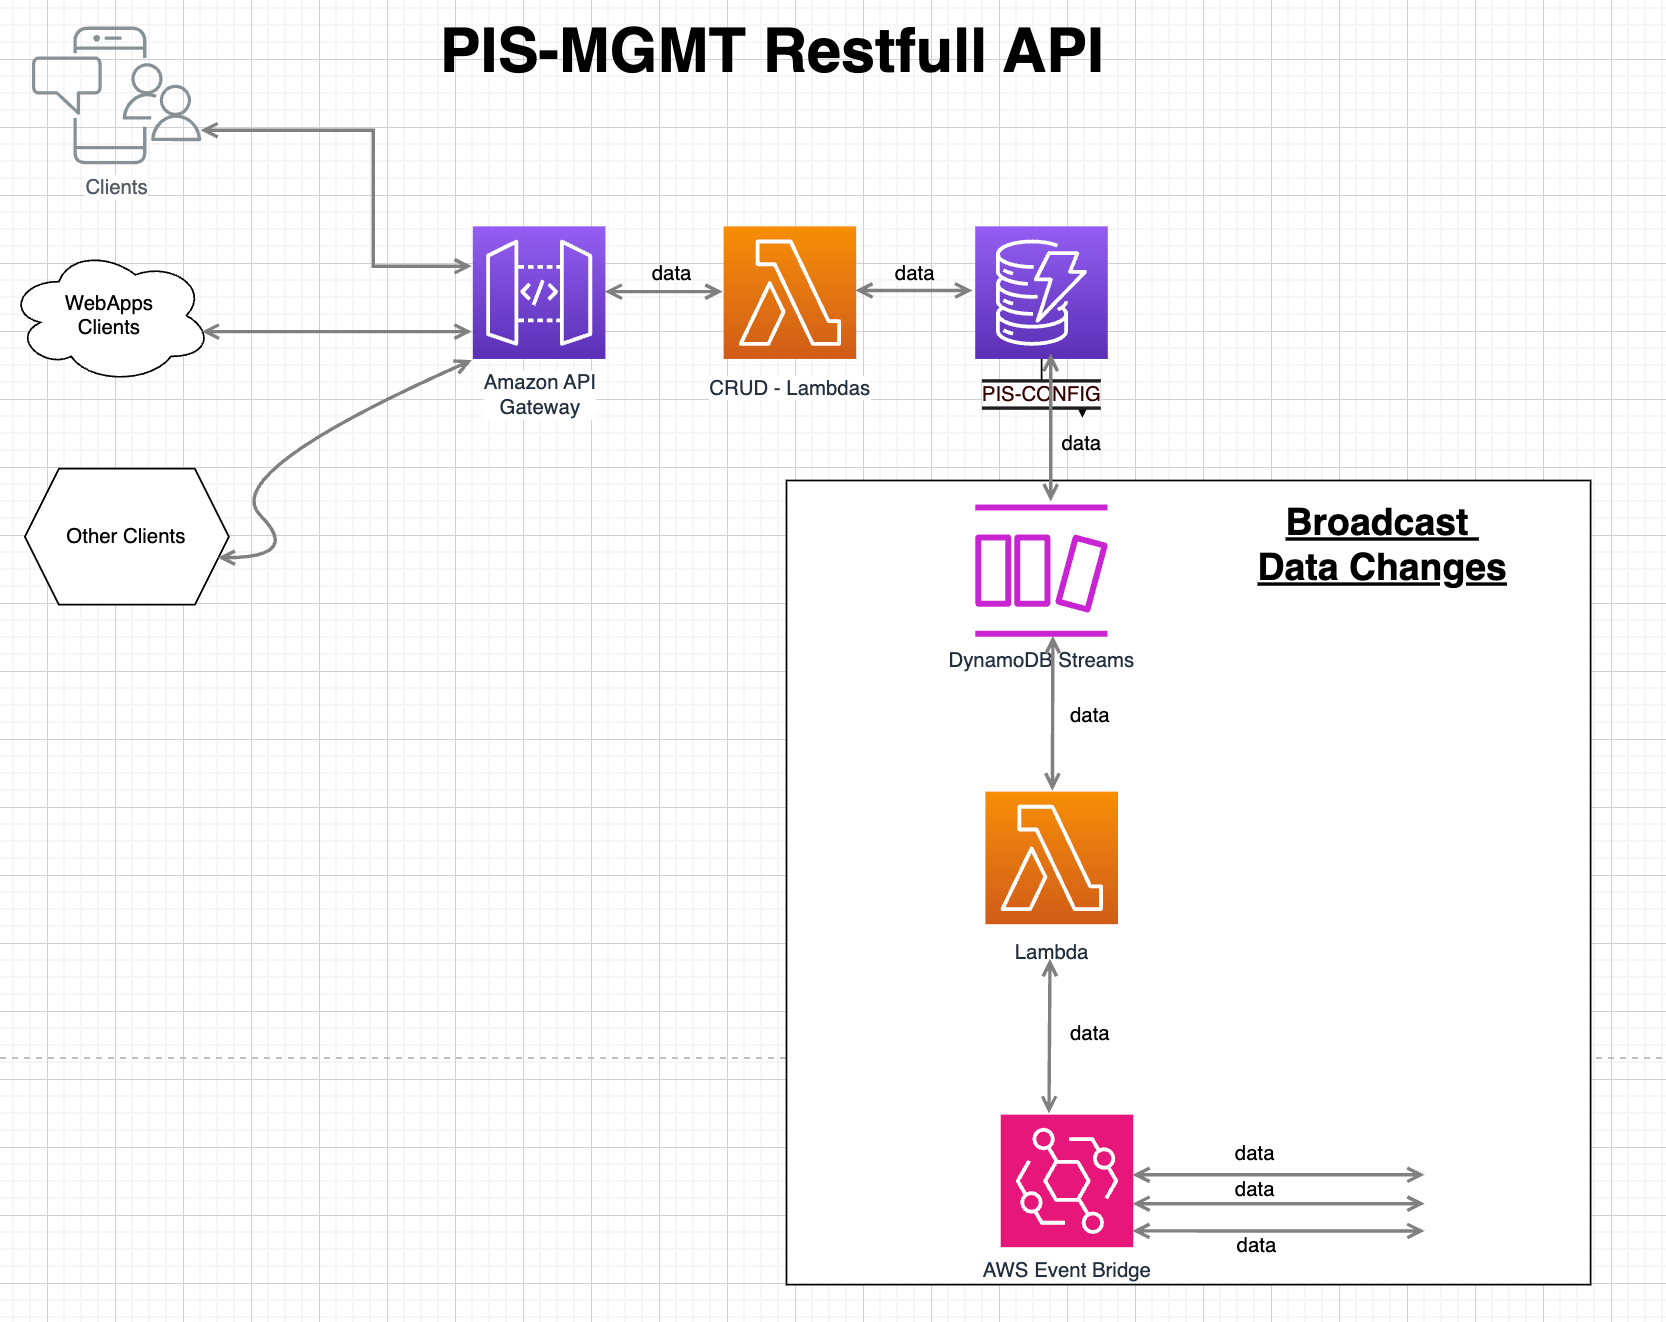 PIS-MGMT Restfull API
Clients
WebApps
Clients
Other Clients
Amazon API
Gateway
data
CRUD - Lambdas
data
PIS-CONFIG
data
Broadcast
Data Changes
DynamoDB Streams
data
Lambda
data
AWS Event Bridge
data
data
data